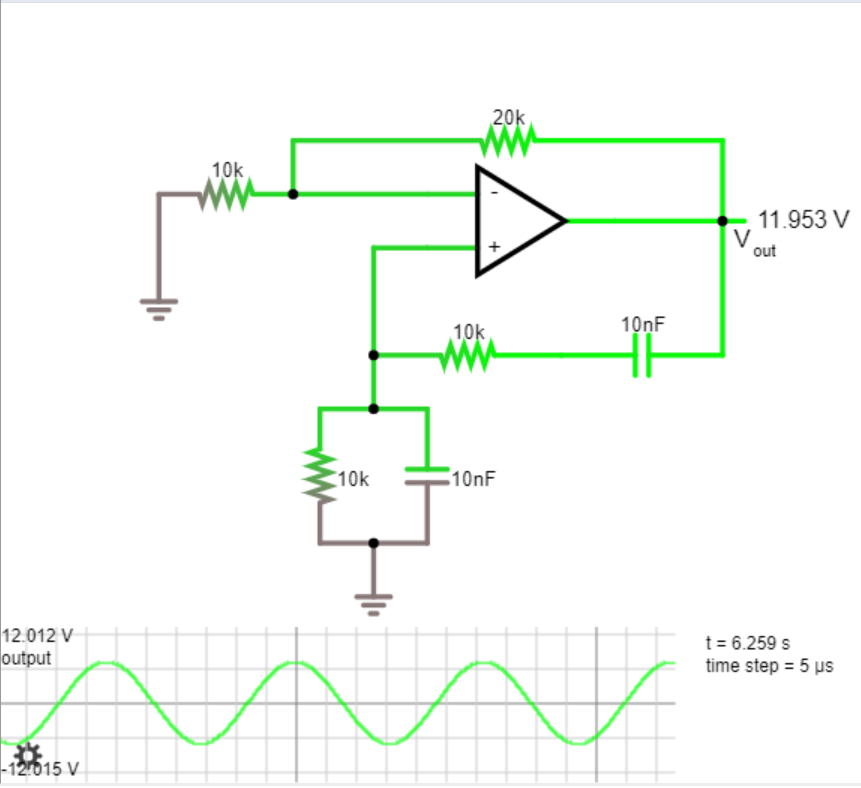 20k
10k
-
+
11.953 V
Vout
10k
10nF
10k
10nF
12.012 V
output
-12.015 V
t = 6.259 s
time step = 5 μs